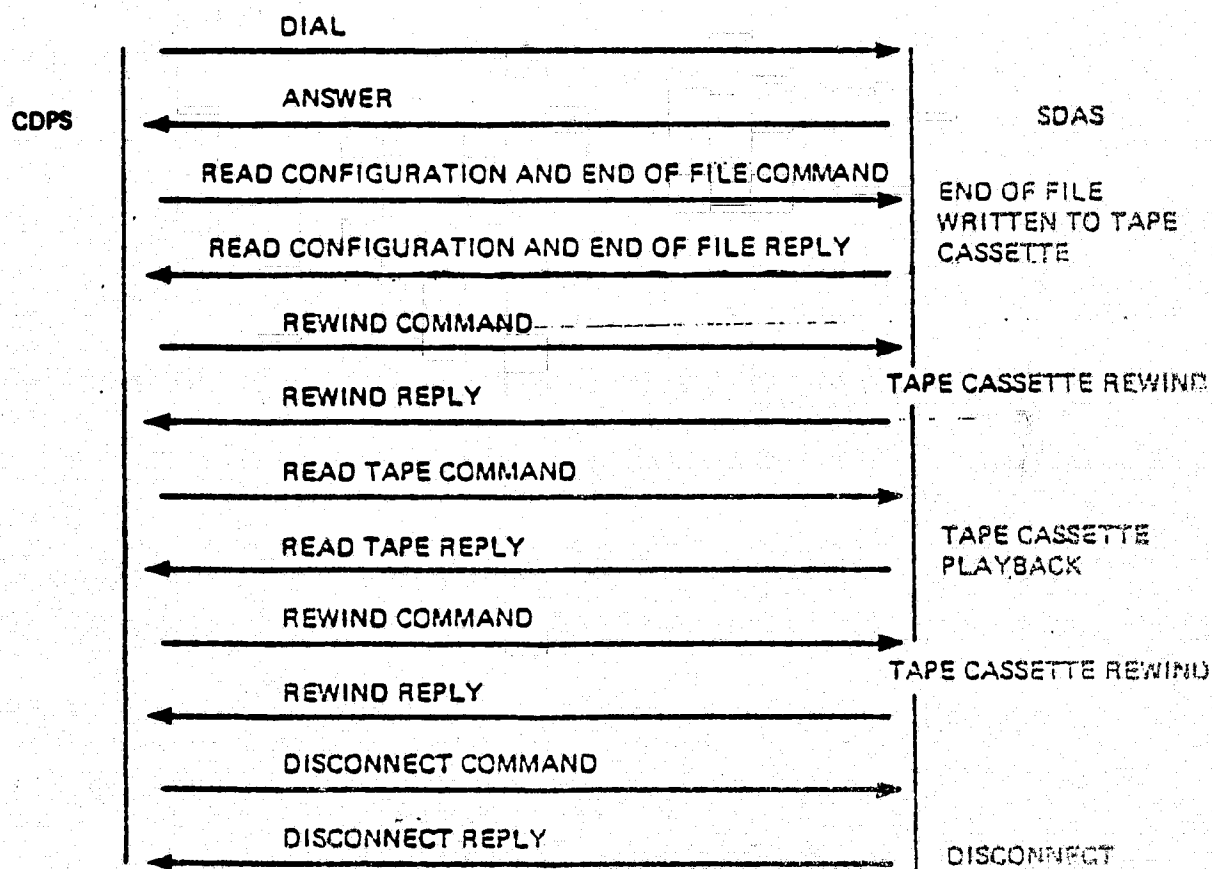 DIAL
ANSWER
CDPS
SDAS
READ CONFIGURATION AND END OF FILE COMMAND
END OF FILE
WRITTEN TO TAPE
CASSETTE
READ CONFIGURATION AND END OF FILE REPLY
REWIND COMMAND
TAPE CASSETTE REWIND
REWIND REPLY
READ TAPE COMMAND
READ TAPE REPLY
TAPE CASSETTE
PLAYBACK
REWIND COMMAND
TAPE CASSETTE REWIND
REWIND REPLY
DISCONNECT COMMAND
DISCONNECT REPLY
DISCONNECT